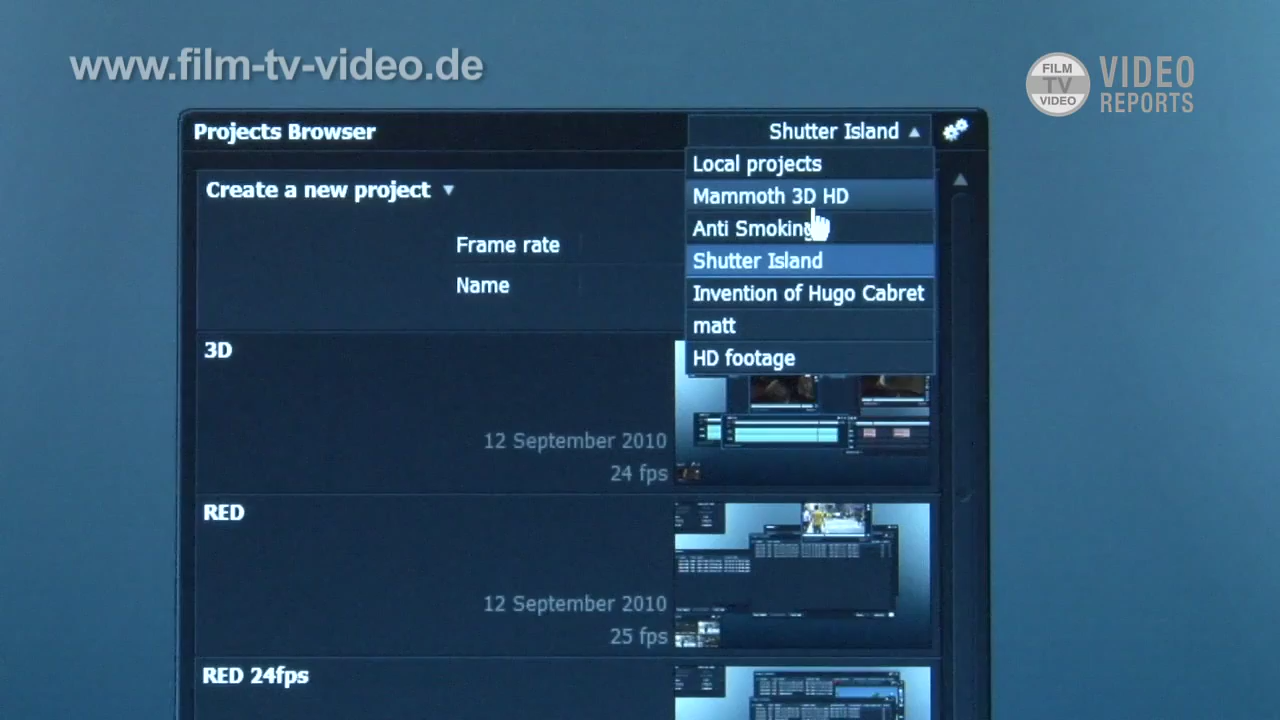 www.film-tv-video.de
FILM
TV
VIDEO
VIDEO
REPORTS
Projects Browser
Shutter Island
Create a new project
Local projects
Mammoth 3D HD
Anti Smoking
Shutter Island
Invention of Hugo Cabret
matt
HD footage
Frame rate
Name
3D
12 September 2010
24 fps
RED
12 September 2010
25 fps
RED 24fps